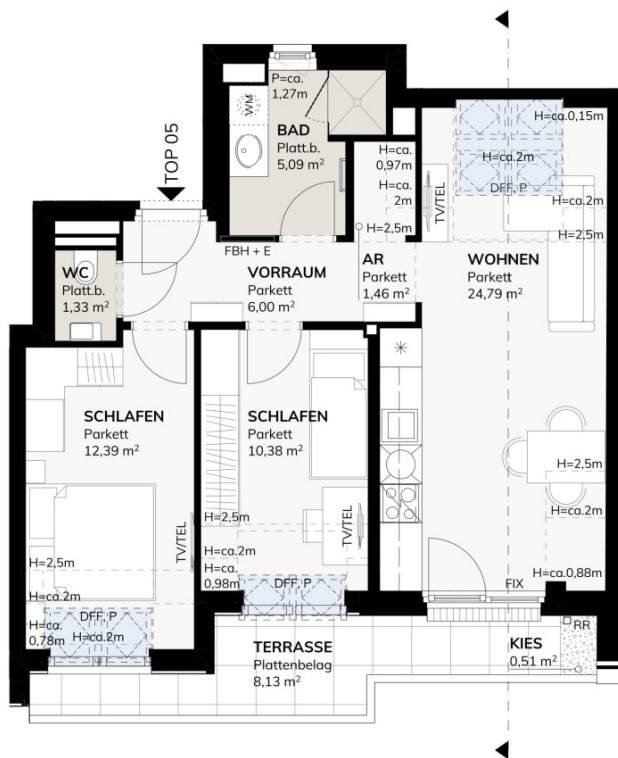 TOP 05
P=ca.
1,27m
WM
BAD
Platt.b.
5,09 m²
H=ca.
0,97m
H=ca.
2m
H=2,5m
H=ca.0,15m
H=ca.2m
DFF, P
TV/TEL
H=ca.2m
H=2,5m
WC
Platt.b.
1,33 m²
FBH + E
VORRAUM
Parkett
6,00 m²
AR
Parkett
1,46 m²
WOHNEN
Parkett
24,79 m²
SCHLAFEN
Parkett
12,39 m²
SCHLAFEN
Parkett
10,38 m²
H=2,5m
H=ca.2m
H=ca.0,88m
FIX
H=2,5m
H=ca.2m
H=ca.
0,98m
DFF, P
TV/TEL
TV/TEL
H=2,5m
H=ca.2m
H=ca.
0,78m
DFF, P
H=ca.2m
TERRASSE
Plattenbelag
8,13 m²
KIES
0,51 m²
RR